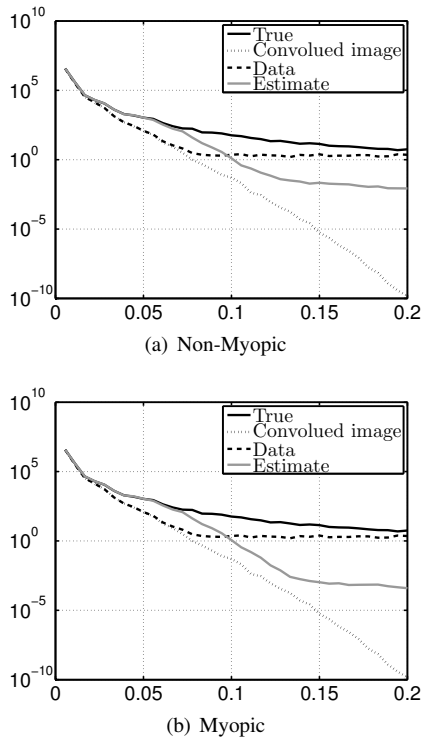 10^10
10^5
10^0
10^-5
10^-10
0 0.05 0.1 0.15 0.2
True
Convolued image
Data
Estimate
(a) Non-Myopic
10^10
10^5
10^0
10^-5
10^-10
0 0.05 0.1 0.15 0.2
True
Convolued image
Data
Estimate
(b) Myopic